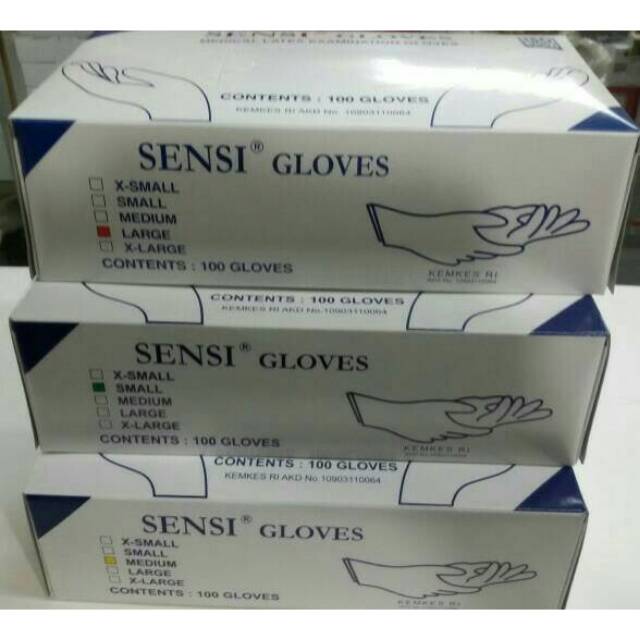 SENSI GLOVES
MEDICAL LATEX EXAMINATION GLOVES
CONTENTS : 100 GLOVES
KEMKES RI AKD No. 10903110064
SENSI® GLOVES
X-SMALL
SMALL
MEDIUM
LARGE
X-LARGE
CONTENTS : 100 GLOVES
KEMKES RI
CONTENTS : 100 GLOVES
KEMKES RI AKD No.10903110064
SENSI® GLOVES
X-SMALL
SMALL
MEDIUM
LARGE
X-LARGE
CONTENTS : 100 GLOVES
KEMKES RI
CONTENTS : 100 GLOVES
KEMKES RI AKD No.10903110064
SENSI® GLOVES
X-SMALL
SMALL
MEDIUM
LARGE
X-LARGE
CONTENTS : 100 GLOVES
KEMKES RI